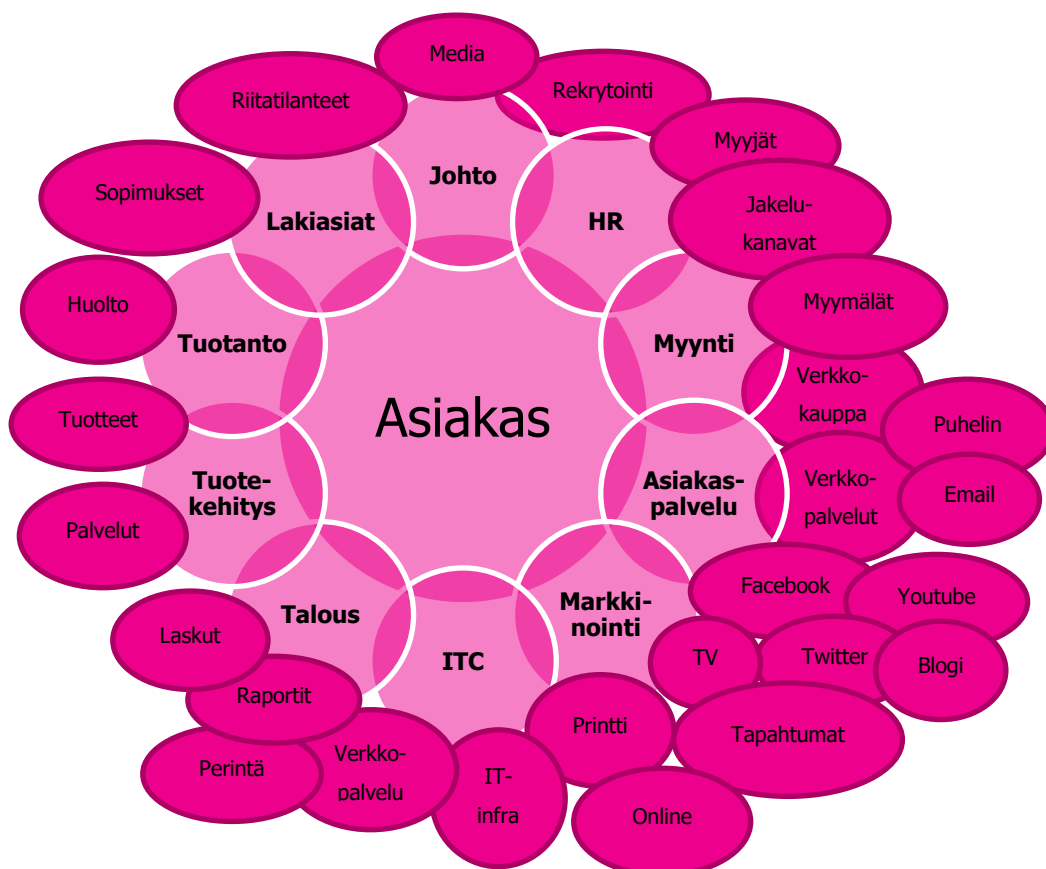 Media
Rekrytointi
Riitatilanteet
Myyjät
Johto
Sopimukset
Lakiasiat
HR
Jakelu-
kanavat
Huolto
Myymälät
Tuotanto
Myynti
Verkko-
kauppa
Asiakas
Tuotteet
Puhelin
Tuote-
kehitys
Asiakas-
palvelu
Verkko-
palvelut
Email
Palvelut
Facebook
Youtube
Talous
Markki-
nointi
Laskut
ITC
TV
Twitter
Blogi
Raportit
Printti
Tapahtumat
Perintä
Verkko-
palvelu
IT-
infra
Online